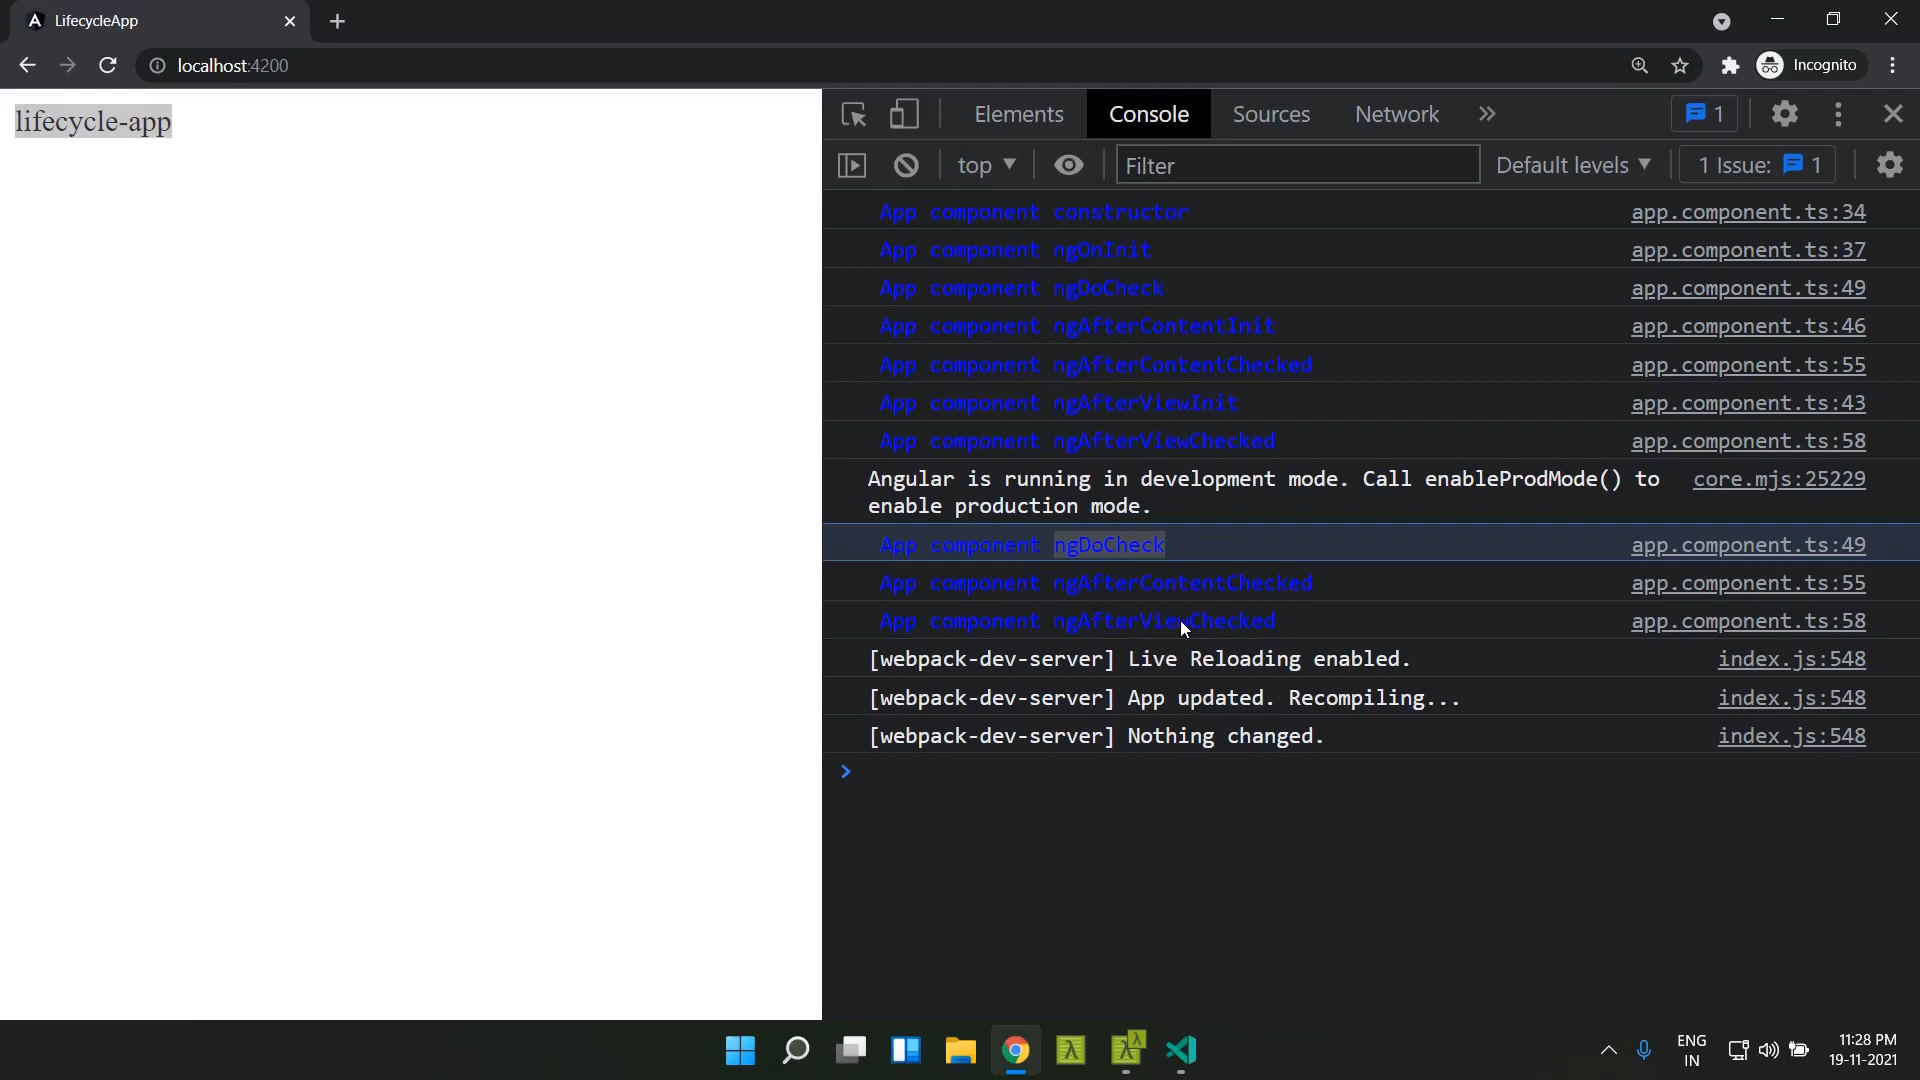 LifecycleApp
localhost:4200
Incognito
lifecycle-app
Elements Console Sources Network » 1
top Filter Default levels 1 Issue: 1
App component constructor app.component.ts:34
App component ngOnInit app.component.ts:37
App component ngDoCheck app.component.ts:49
App component ngAfterContentInit app.component.ts:46
App component ngAfterContentChecked app.component.ts:55
App component ngAfterViewInit app.component.ts:43
App component ngAfterViewChecked app.component.ts:58
Angular is running in development mode. Call enableProdMode() to core.mjs:25229
enable production mode.
App component ngDoCheck app.component.ts:49
App component ngAfterContentChecked app.component.ts:55
App component ngAfterViewChecked app.component.ts:58
[webpack-dev-server] Live Reloading enabled. index.js:548
[webpack-dev-server] App updated. Recompiling... index.js:548
[webpack-dev-server] Nothing changed. index.js:548
ENG 11:28 PM
IN 19-11-2021